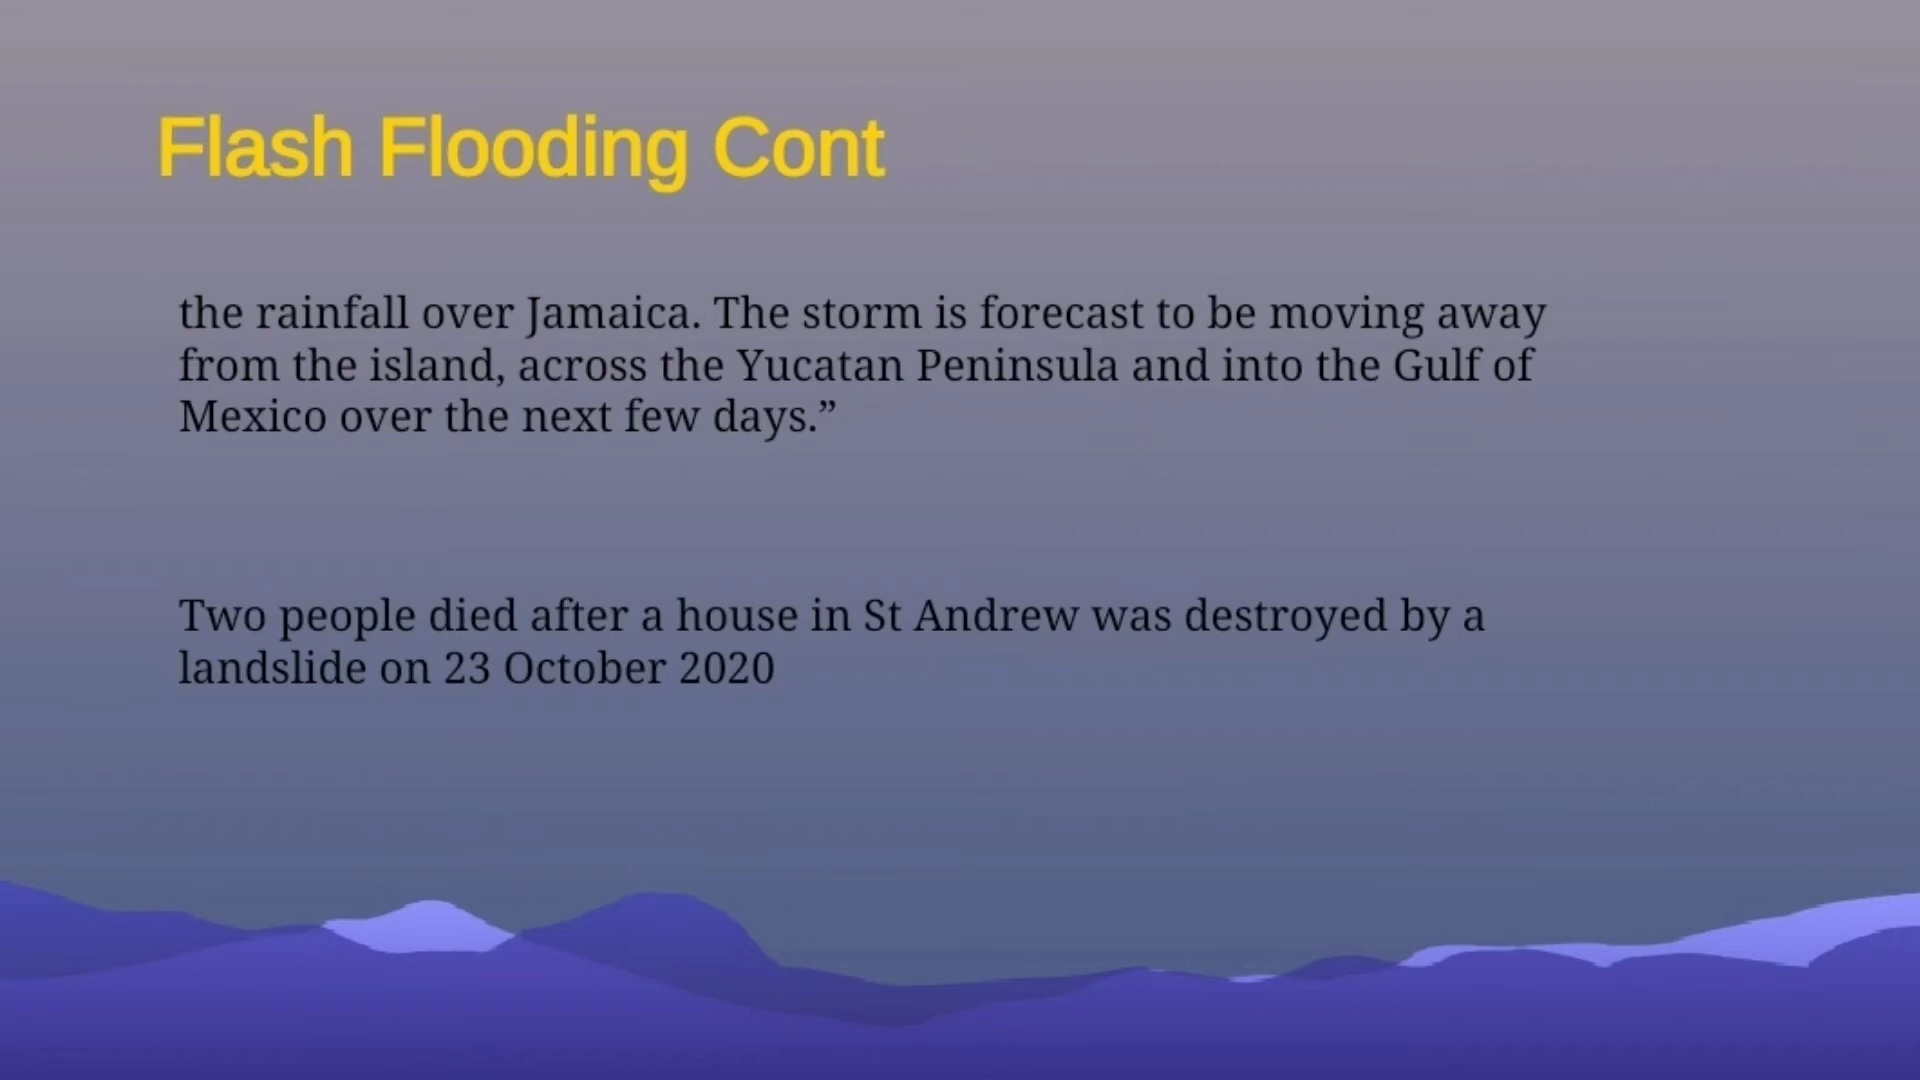 Flash Flooding Cont
the rainfall over Jamaica. The storm is forecast to be moving away
from the island, across the Yucatan Peninsula and into the Gulf of
Mexico over the next few days.”
Two people died after a house in St Andrew was destroyed by a
landslide on 23 October 2020